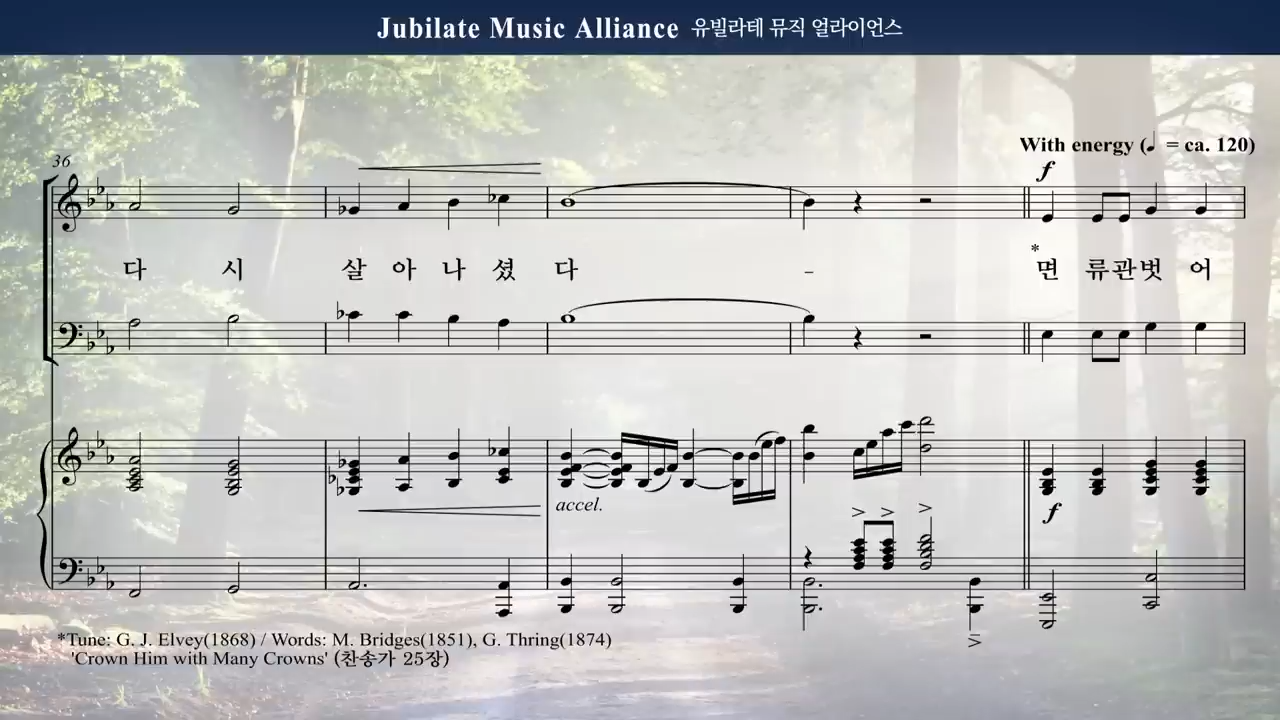 Jubilate Music Alliance 유빌라테 뮤직 얼라이언스
With energy (♩ = ca. 120)
36
f
다 시 살 아 나 셨 다 - *면 류관벗 어
accel.
f
*Tune: G. J. Elvey(1868) / Words: M. Bridges(1851), G. Thring(1874)
'Crown Him with Many Crowns' (찬송가 25장)